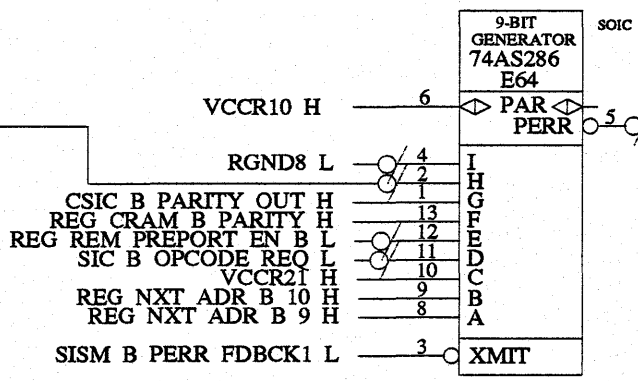 9-BIT SOIC
GENERATOR
74AS286
E64
VCCR10 H 6 PAR
PERR 5
RGND8 L 4 I
2 H
CSIC B PARITY OUT H 1 G
REG CRAM B PARITY H 13 F
REG REM PREPORT EN B L 12 E
SIC B OPCODE REQ L 11 D
VCCR21 H 10 C
REG NXT ADR B 10 H 9 B
REG NXT ADR B 9 H 8 A
SISM B PERR FDBCK1 L 3 XMIT